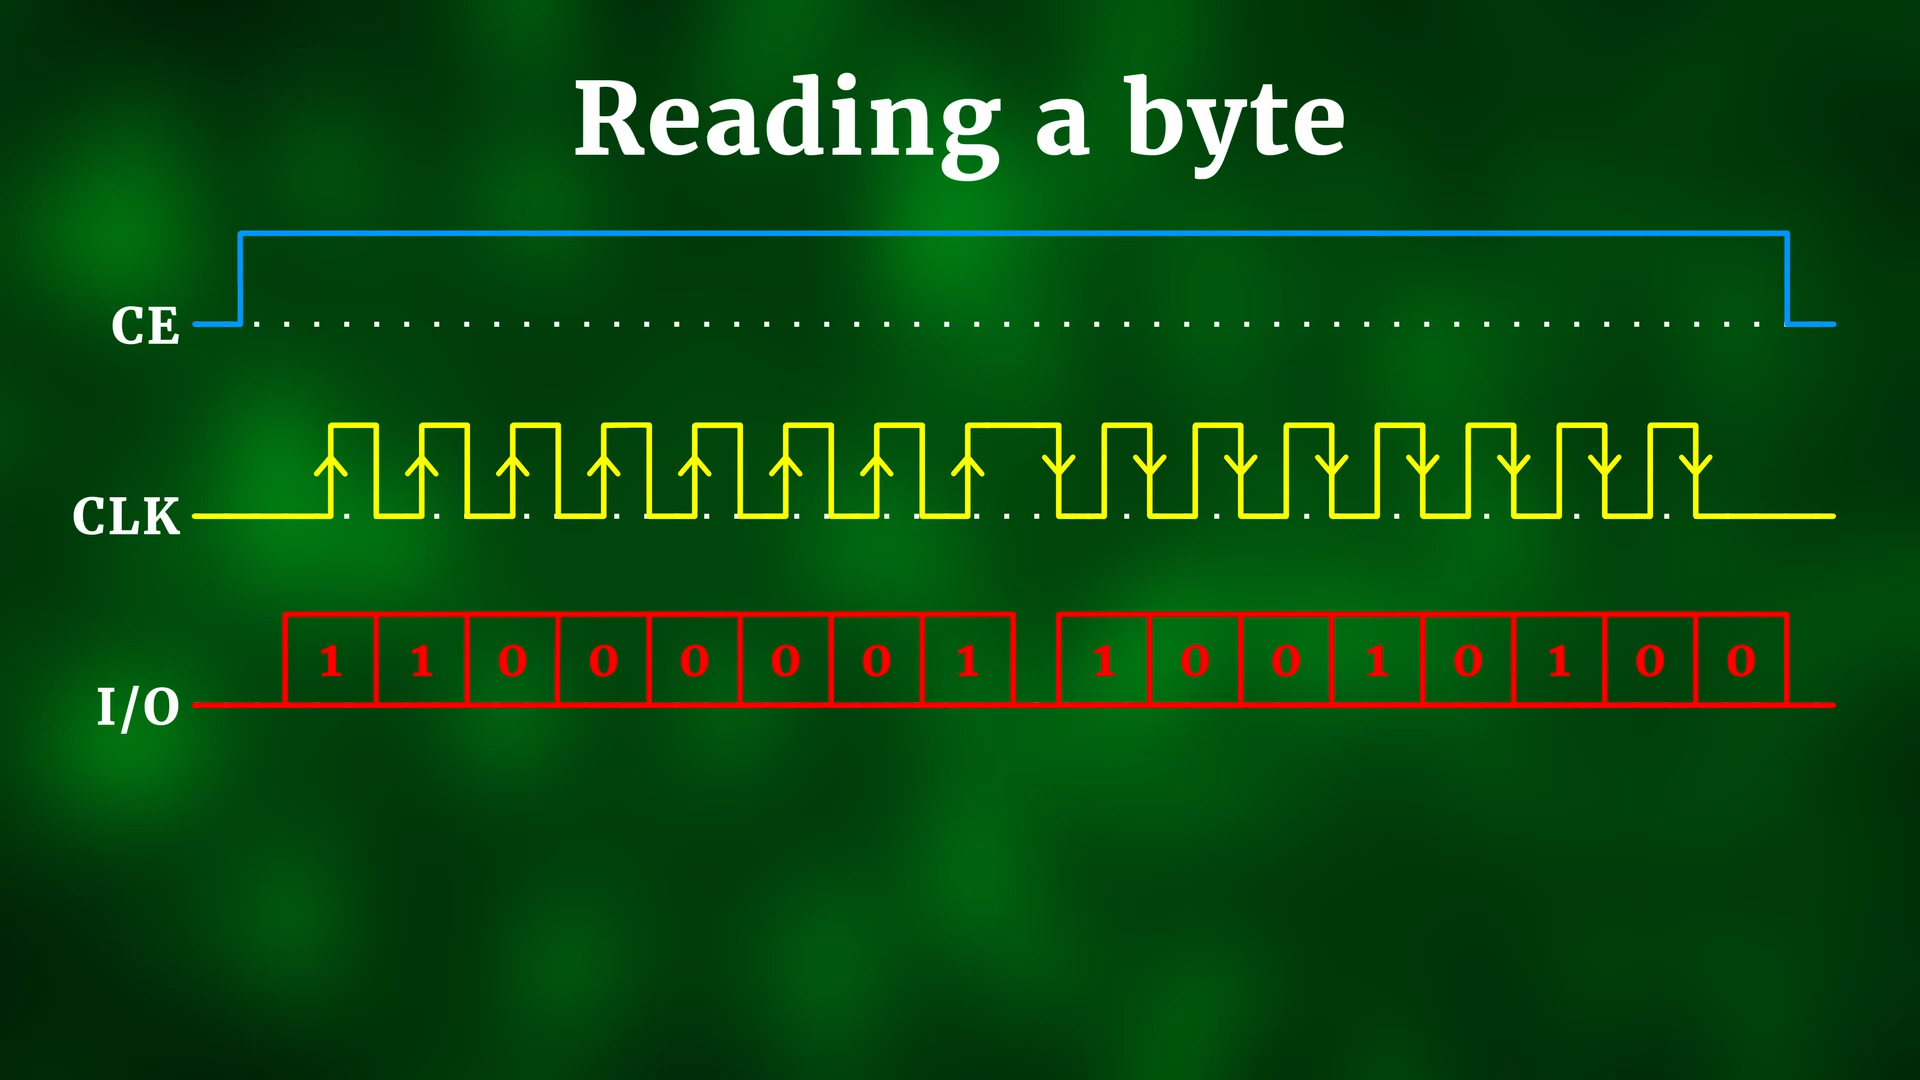 Reading a byte
CE
CLK
1 1 0 0 0 0 0 1 1 0 0 1 0 1 0 0
I/O